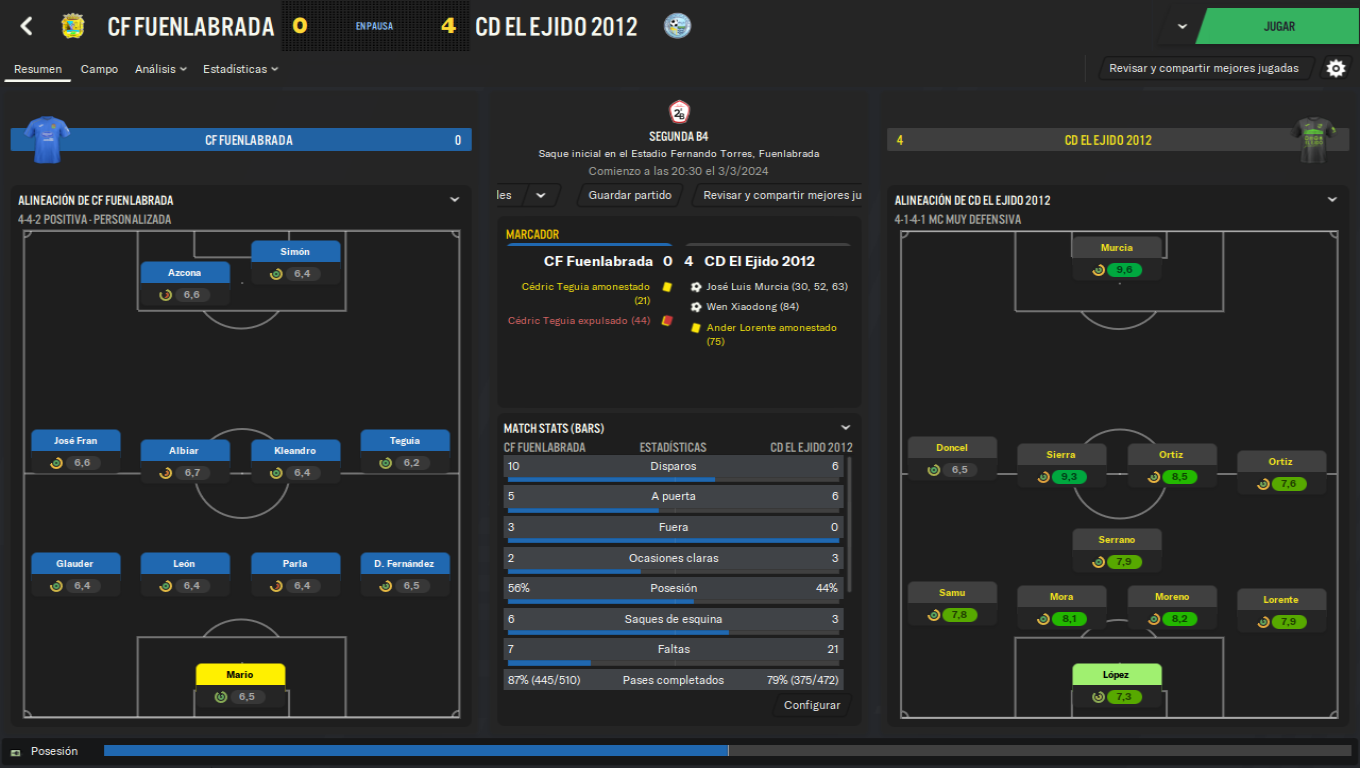 CF FUENLABRADA
0
EN PAUSA
4
CD EL EJIDO 2012
JUGAR
Resumen
Campo
Análisis
Estadísticas
Revisar y compartir mejores jugadas
CF FUENLABRADA
0
ALINEACIÓN DE CF FUENLABRADA
4-4-2 POSITIVA - PERSONALIZADA
Simón
6,4
Azcona
6,6
José Fran
6,6
Albiar
6,7
Kleandro
6,4
Teguia
6,2
Glauder
6,4
León
6,4
Parla
6,4
D. Fernández
6,5
Mario
6,5
2ªB
SEGUNDA B4
Saque inicial en el Estadio Fernando Torres, Fuenlabrada
Comienzo a las 20:30 el 3/3/2024
les
Guardar partido
Revisar y compartir mejores ju
MARCADOR
CF Fuenlabrada 0 4 CD El Ejido 2012
Cédric Teguia amonestado
(21)
Cédric Teguia expulsado (44)
José Luis Murcia (30, 52, 63)
Wen Xiaodong (84)
Ander Lorente amonestado
(75)
MATCH STATS (BARS)
CF FUENLABRADA ESTADÍSTICAS CD EL EJIDO 2012
10 Disparos 6
5 A puerta 6
3 Fuera 0
2 Ocasiones claras 3
56% Posesión 44%
6 Saques de esquina 3
7 Faltas 21
87% (445/510) Pases completados 79% (375/472)
Configurar
4
CD EL EJIDO 2012
ALINEACIÓN DE CD EL EJIDO 2012
4-1-4-1 MC MUY DEFENSIVA
Murcia
9,6
Doncel
6,5
Sierra
9,3
Ortiz
8,5
Ortiz
7,6
Serrano
7,9
Samu
7,8
Mora
8,1
Moreno
8,2
Lorente
7,9
López
7,3
Posesión